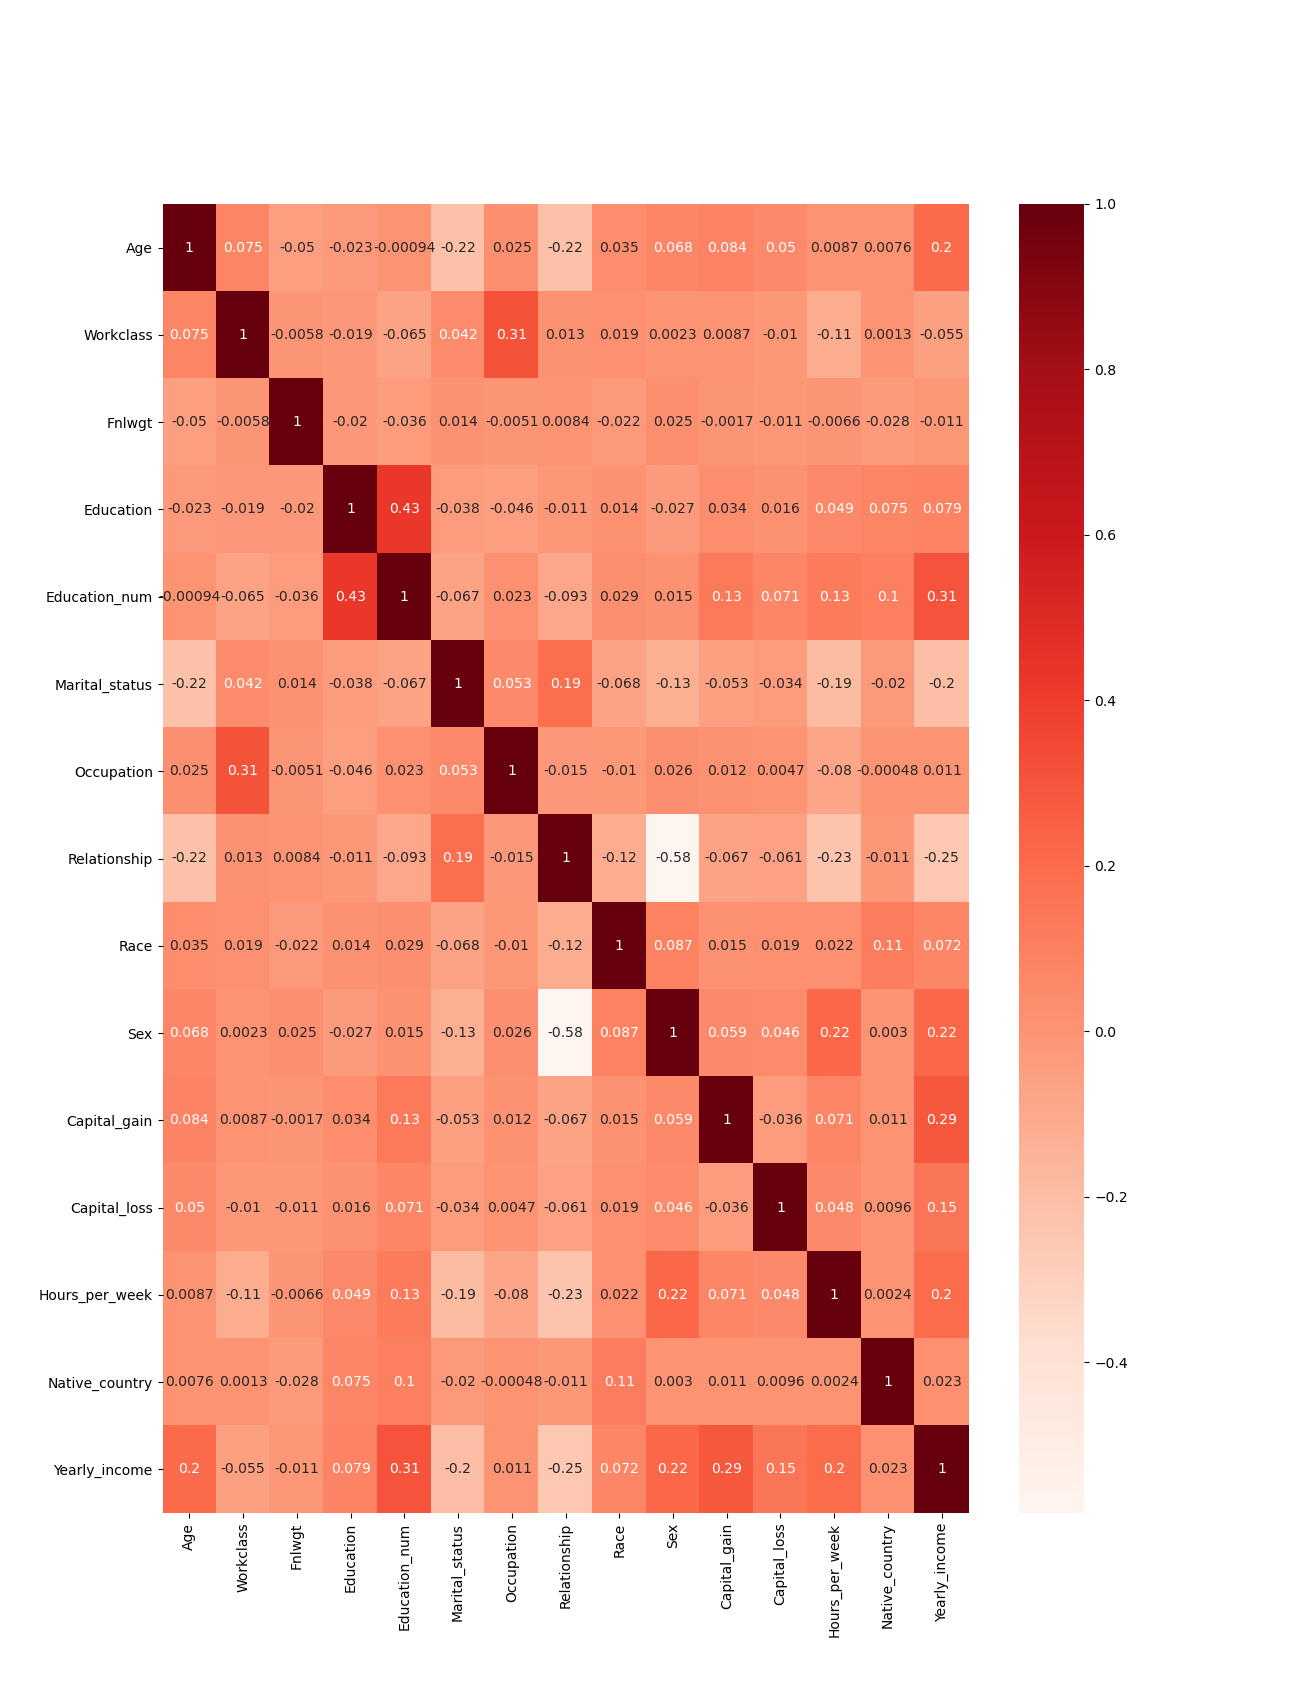 Age 1 0.075 -0.05 -0.023 -0.00094 -0.22 0.025 -0.22 0.035 0.068 0.084 0.05 0.0087 0.0076 0.2
Workclass 0.075 1 -0.0058 -0.019 -0.065 0.042 0.31 0.013 0.019 0.0023 0.0087 -0.01 -0.11 0.0013 -0.055
Fnlwgt -0.05 -0.0058 1 -0.02 -0.036 0.014 -0.0051 0.0084 -0.022 0.025 -0.0017 -0.011 -0.0066 -0.028 -0.011
Education -0.023 -0.019 -0.02 1 0.43 -0.038 -0.046 -0.011 0.014 -0.027 0.034 0.016 0.049 0.075 0.079
Education_num -0.00094 -0.065 -0.036 0.43 1 -0.067 0.023 -0.093 0.029 0.015 0.13 0.071 0.13 0.1 0.31
Marital_status -0.22 0.042 0.014 -0.038 -0.067 1 0.053 0.19 -0.068 -0.13 -0.053 -0.034 -0.19 -0.02 -0.2
Occupation 0.025 0.31 -0.0051 -0.046 0.023 0.053 1 -0.015 -0.01 0.026 0.012 0.0047 -0.08 -0.00048 0.011
Relationship -0.22 0.013 0.0084 -0.011 -0.093 0.19 -0.015 1 -0.12 -0.58 -0.067 -0.061 -0.23 -0.011 -0.25
Race 0.035 0.019 -0.022 0.014 0.029 -0.068 -0.01 -0.12 1 0.087 0.015 0.019 0.022 0.11 0.072
Sex 0.068 0.0023 0.025 -0.027 0.015 -0.13 0.026 -0.58 0.087 1 0.059 0.046 0.22 0.003 0.22
Capital_gain 0.084 0.0087 -0.0017 0.034 0.13 -0.053 0.012 -0.067 0.015 0.059 1 -0.036 0.071 0.011 0.29
Capital_loss 0.05 -0.01 -0.011 0.016 0.071 -0.034 0.0047 -0.061 0.019 0.046 -0.036 1 0.048 0.0096 0.15
Hours_per_week 0.0087 -0.11 -0.0066 0.049 0.13 -0.19 -0.08 -0.23 0.022 0.22 0.071 0.048 1 0.0024 0.2
Native_country 0.0076 0.0013 -0.028 0.075 0.1 -0.02 -0.00048 -0.011 0.11 0.003 0.011 0.0096 0.0024 1 0.023
Yearly_income 0.2 -0.055 -0.011 0.079 0.31 -0.2 0.011 -0.25 0.072 0.22 0.29 0.15 0.2 0.023 1
Age
Workclass
Fnlwgt
Education
Education_num
Marital_status
Occupation
Relationship
Race
Sex
Capital_gain
Capital_loss
Hours_per_week
Native_country
Yearly_income
1.0
0.8
0.6
0.4
0.2
0.0
−0.2
−0.4